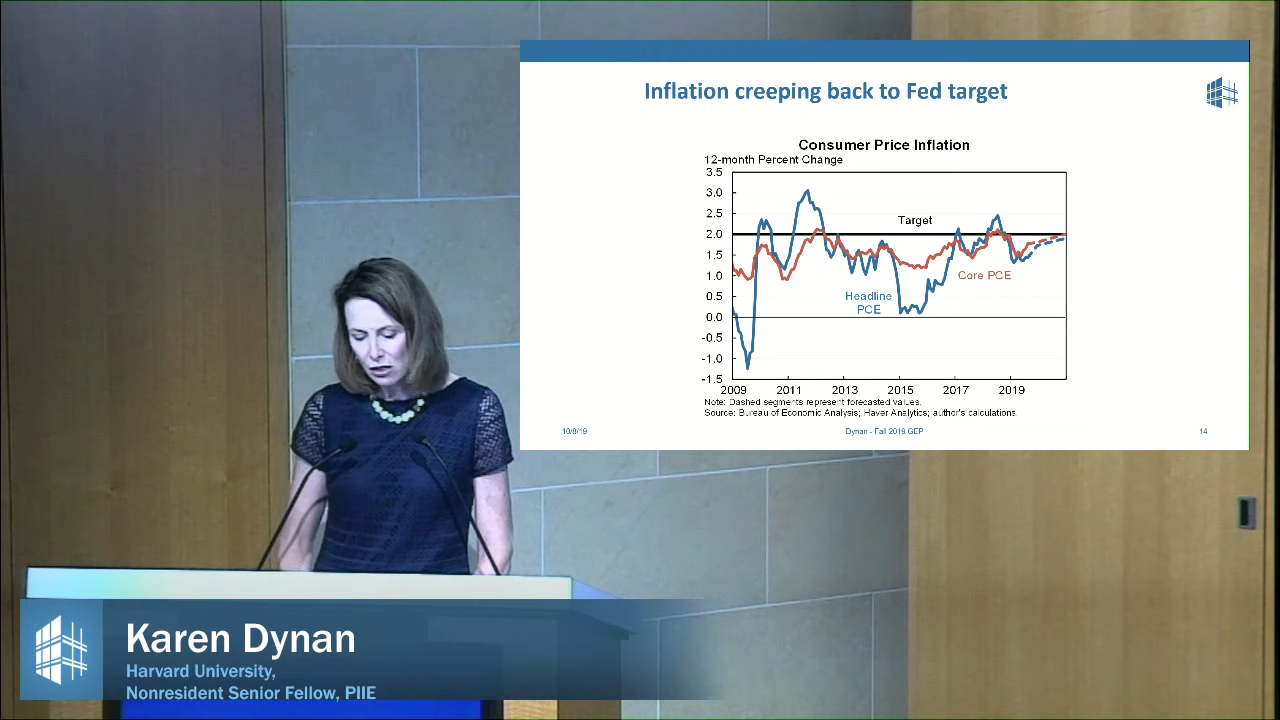 Inflation creeping back to Fed target
Consumer Price Inflation
12-month Percent Change
3.5
3.0
2.5
2.0
1.5
1.0
0.5
0.0
-0.5
-1.0
-1.5
Target
Core PCE
Headline
PCE
2009 2011 2013 2015 2017 2019
Note: Dashed segments represent forecasted values.
Source: Bureau of Economic Analysis; Haver Analytics; author's calculations.
10/8/19 Dynan - Fall 2019 GEP 14
Karen Dynan
Harvard University,
Nonresident Senior Fellow, PIIE